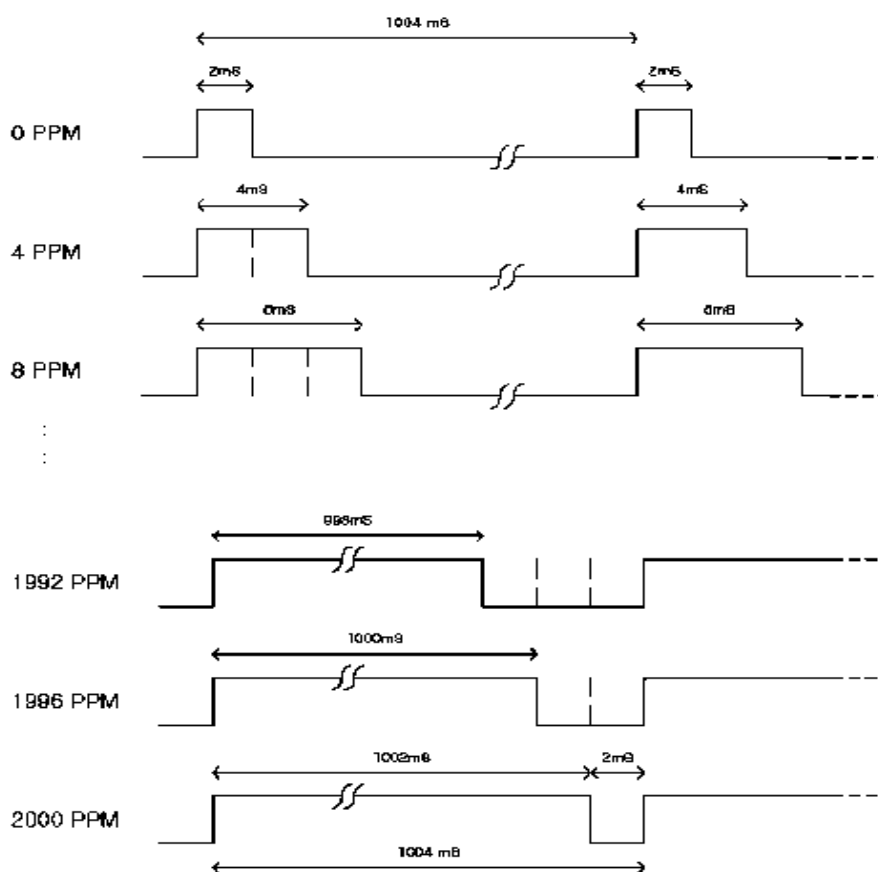 1004 mS
2mS 2mS
0 PPM
4mS 4mS
4 PPM
6mS 6mS
8 PPM
:
:
998mS
1992 PPM
1000mS
1996 PPM
1002mS 2mS
2000 PPM
1004 mS